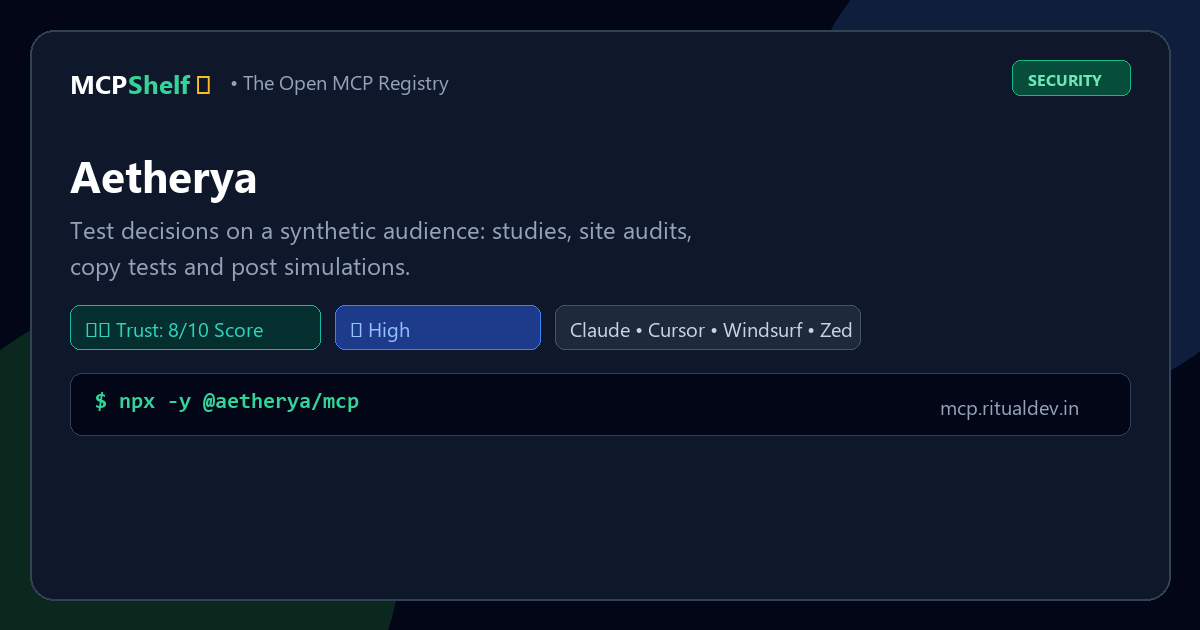 MCPShelf • The Open MCP Registry
SECURITY
Aetherya
Test decisions on a synthetic audience: studies, site audits,
copy tests and post simulations.
Trust: 8/10 Score
High
Claude • Cursor • Windsurf • Zed
$ npx -y @aetherya/mcp
mcp.ritualdev.in